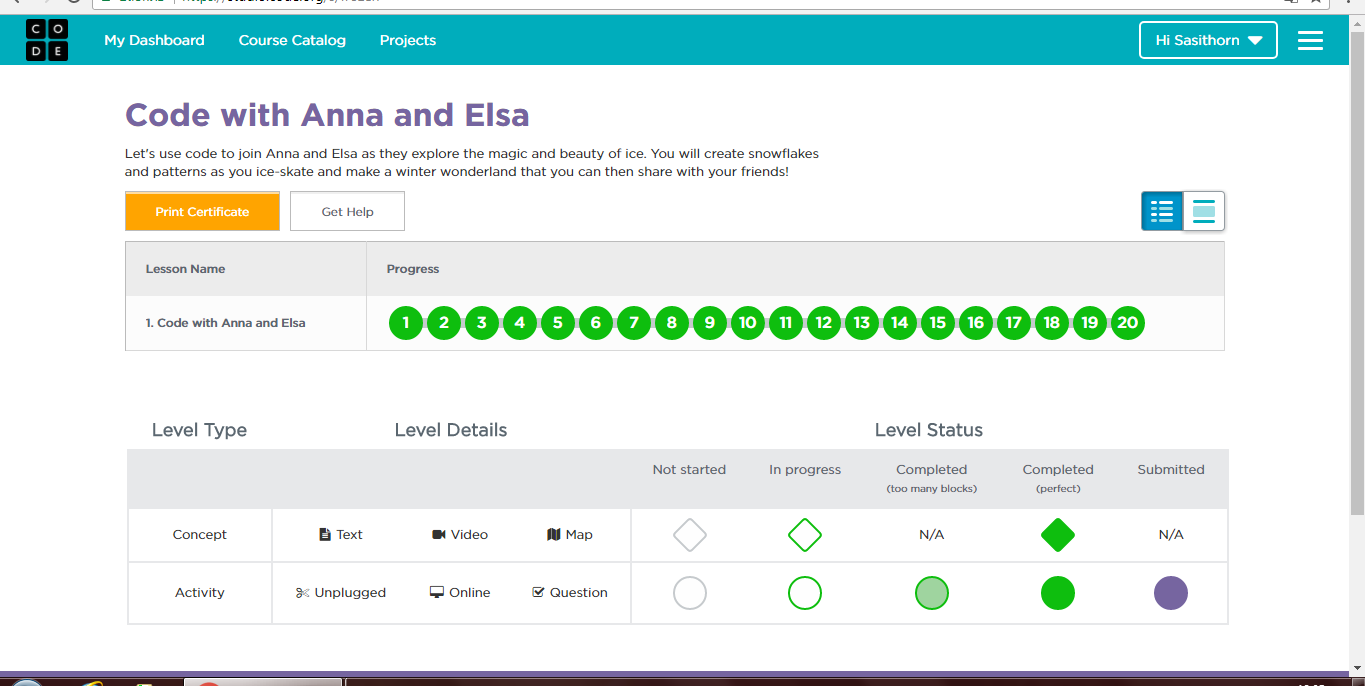 C O
D E
My Dashboard Course Catalog Projects Hi Sasithorn
Code with Anna and Elsa
Let's use code to join Anna and Elsa as they explore the magic and beauty of ice. You will create snowflakes
and patterns as you ice-skate and make a winter wonderland that you can then share with your friends!
Print Certificate Get Help
Lesson Name Progress
1. Code with Anna and Elsa 1 2 3 4 5 6 7 8 9 10 11 12 13 14 15 16 17 18 19 20
Level Type Level Details Level Status
Not started In progress Completed Completed Submitted
(too many blocks) (perfect)
Concept Text Video Map N/A N/A
Activity Unplugged Online Question